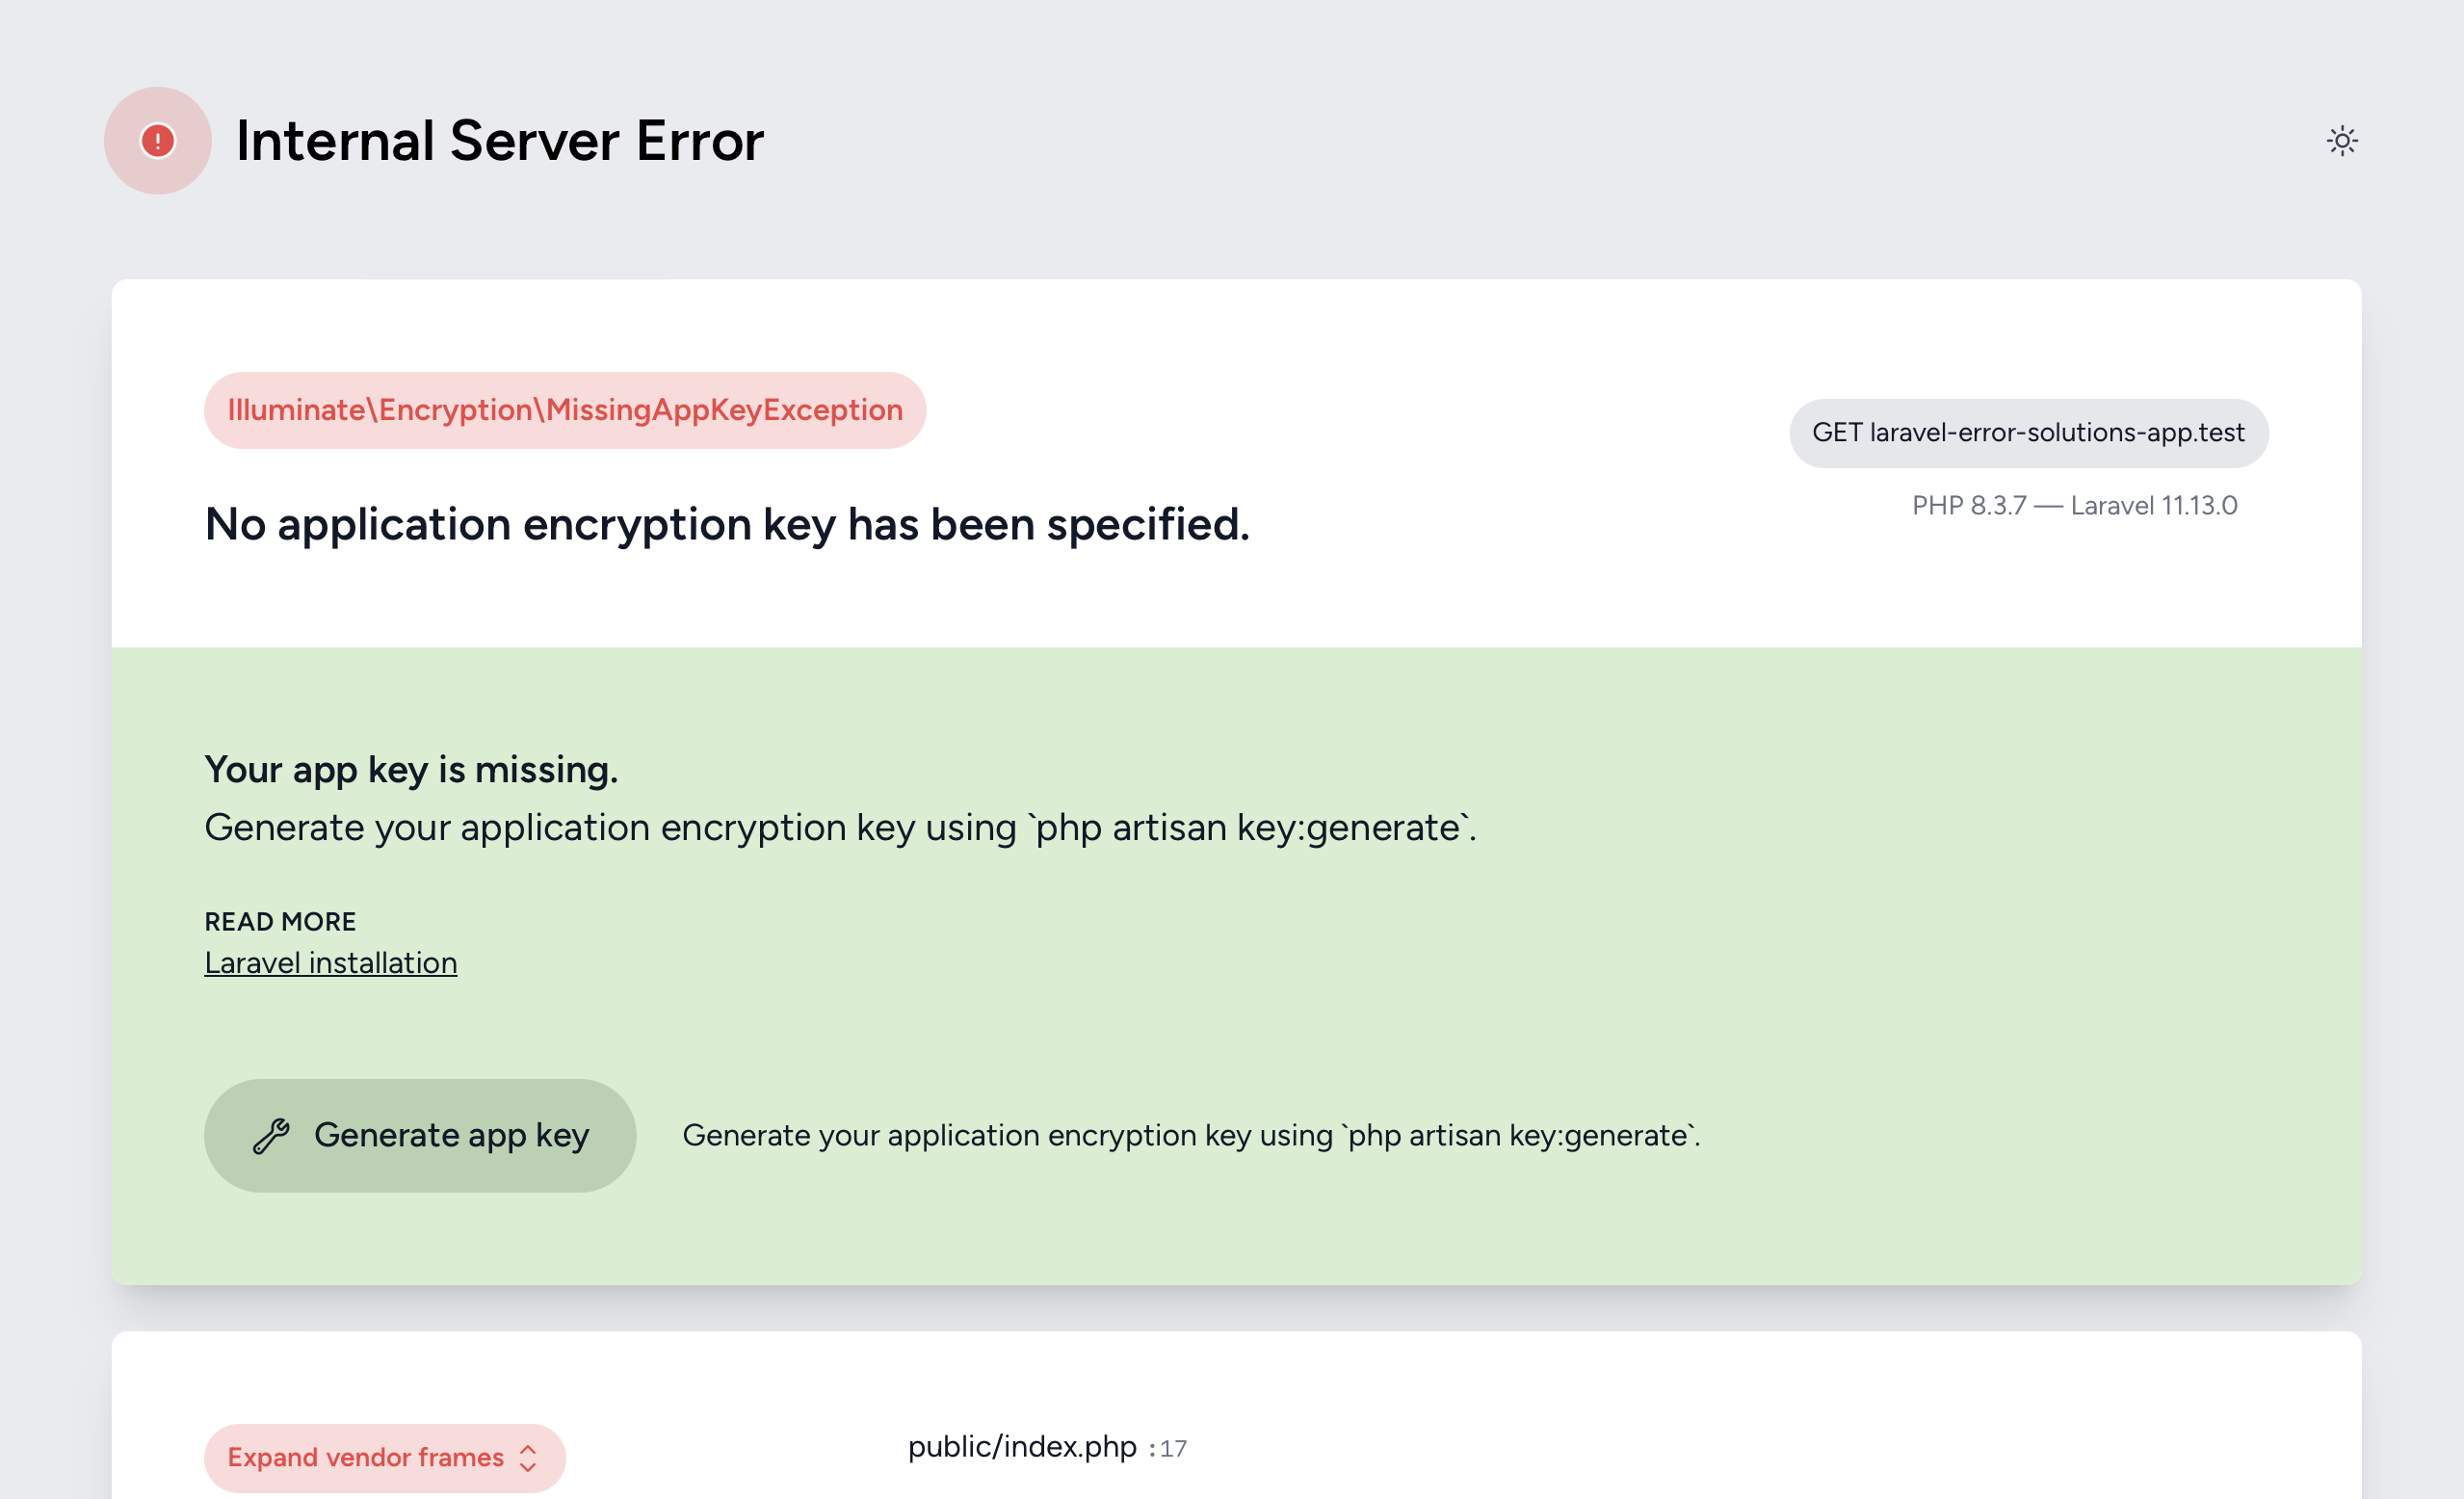 Internal Server Error
Illuminate\Encryption\MissingAppKeyException
GET laravel-error-solutions-app.test
No application encryption key has been specified.
PHP 8.3.7 — Laravel 11.13.0
Your app key is missing.
Generate your application encryption key using `php artisan key:generate`.
READ MORE
Laravel installation
Generate app key
Generate your application encryption key using `php artisan key:generate`.
Expand vendor frames
public/index.php :17